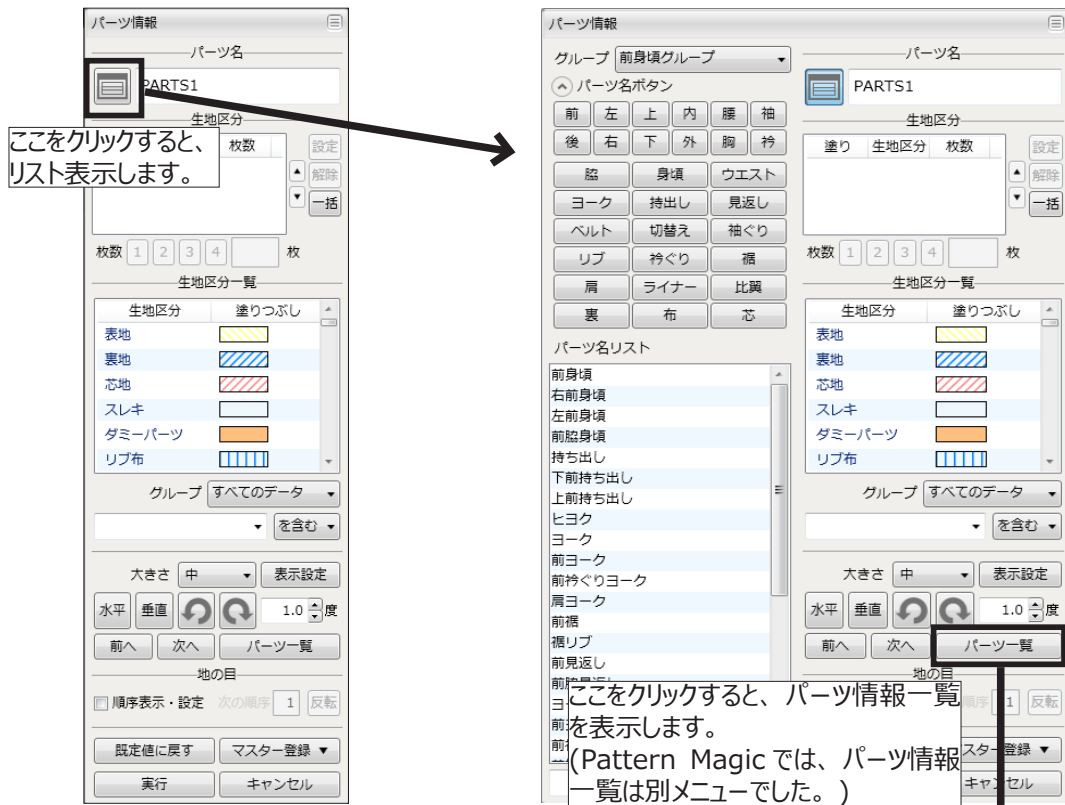 パーツ情報
パーツ名
PARTS1
ここをクリックすると、
リスト表示します。
生地区分
枚数
設定
解除
一括
枚数 1 2 3 4 枚
生地区分一覧
生地区分 塗りつぶし
表地
裏地
芯地
スレキ
ダミーパーツ
リブ布
グループ すべてのデータ
を含む
大きさ 中 表示設定
水平 垂直 1.0 度
前へ 次へ パーツ一覧
地の目
順序表示・設定 次の順序 1 反転
既定値に戻す マスター登録 ▼
実行 キャンセル
パーツ情報
グループ 前身頃グループ
パーツ名ボタン
前 左 上 内 腰 袖
後 右 下 外 胸 衿
脇 身頃 ウエスト
ヨーク 持出し 見返し
ベルト 切替え 袖ぐり
リブ 衿ぐり 裾
肩 ライナー 比翼
裏 布 芯
パーツ名リスト
前身頃
右前身頃
左前身頃
前脇身頃
持ち出し
下前持ち出し
上前持ち出し
ヒヨク
ヨーク
前ヨーク
前衿ぐりヨーク
肩ヨーク
前裾
裾リブ
前見返し
パーツ名
PARTS1
生地区分
塗り 生地区分 枚数
設定
解除
一括
枚数 1 2 3 4 枚
生地区分一覧
生地区分 塗りつぶし
表地
裏地
芯地
スレキ
ダミーパーツ
リブ布
グループ すべてのデータ
を含む
大きさ 中 表示設定
水平 垂直 1.0 度
前へ 次へ パーツ一覧
地の目
1 反転
ここをクリックすると、パーツ情報一覧
を表示します。
(Pattern Magic では、パーツ情報
一覧は別メニューでした。)